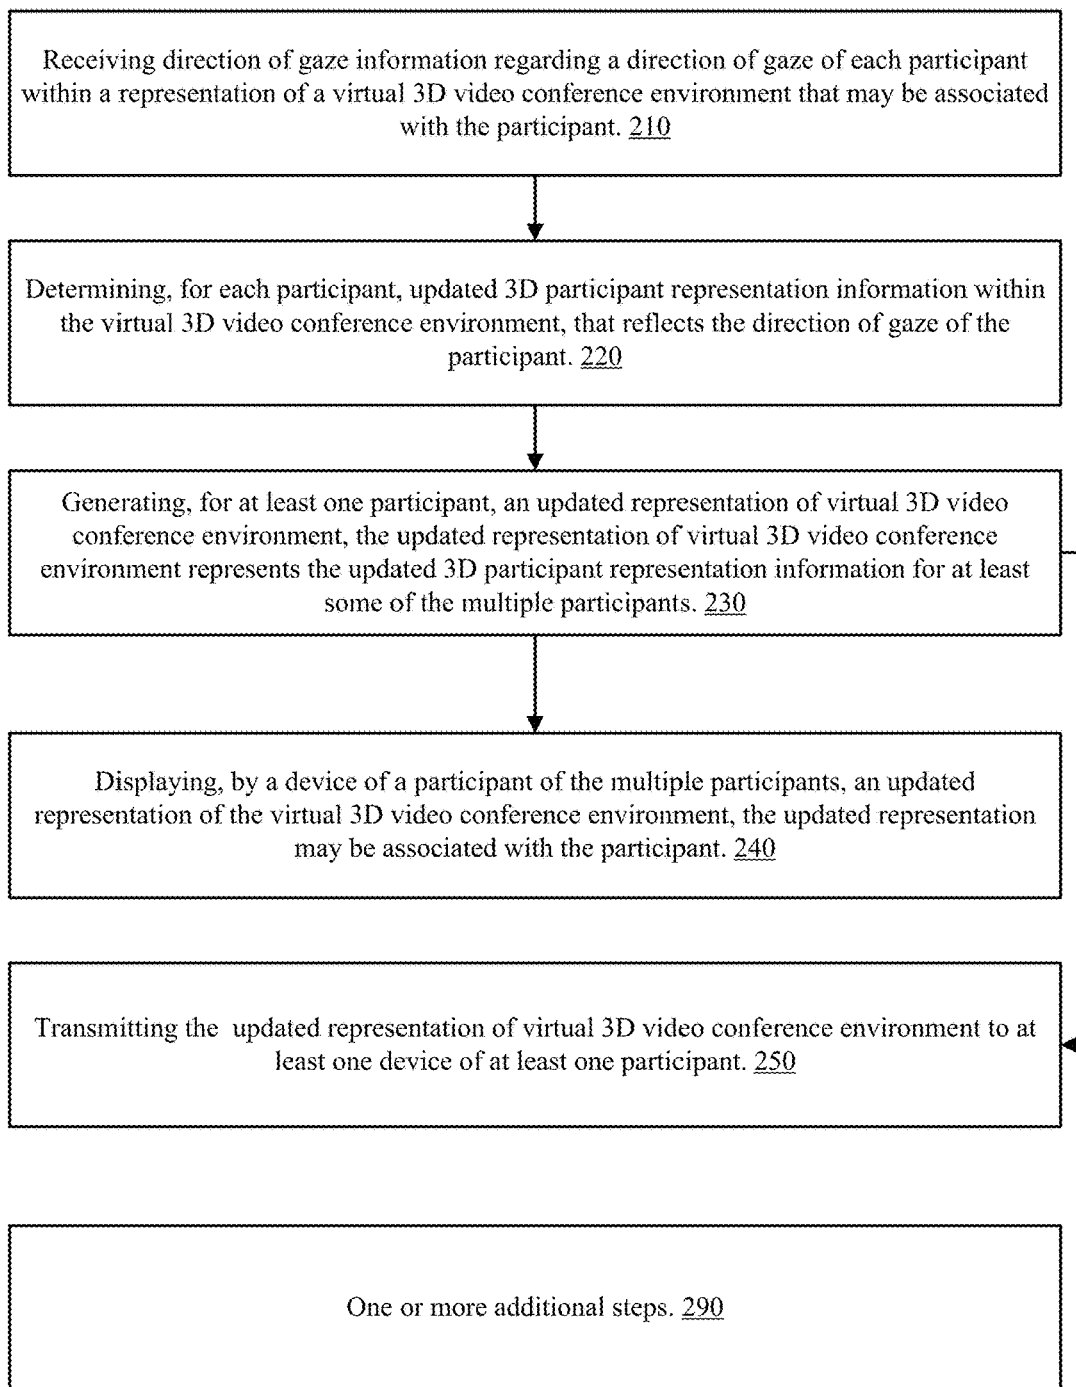 Receiving direction of gaze information regarding a direction of gaze of each participant
within a representation of a virtual 3D video conference environment that may be associated
with the participant. 210
Determining, for each participant, updated 3D participant representation information within
the virtual 3D video conference environment, that reflects the direction of gaze of the
participant. 220
Generating, for at least one participant, an updated representation of virtual 3D video
conference environment, the updated representation of virtual 3D video conference
environment represents the updated 3D participant representation information for at least
some of the multiple participants. 230
Displaying, by a device of a participant of the multiple participants, an updated
representation of the virtual 3D video conference environment, the updated representation
may be associated with the participant. 240
Transmitting the updated representation of virtual 3D video conference environment to at
least one device of at least one participant. 250
One or more additional steps. 290